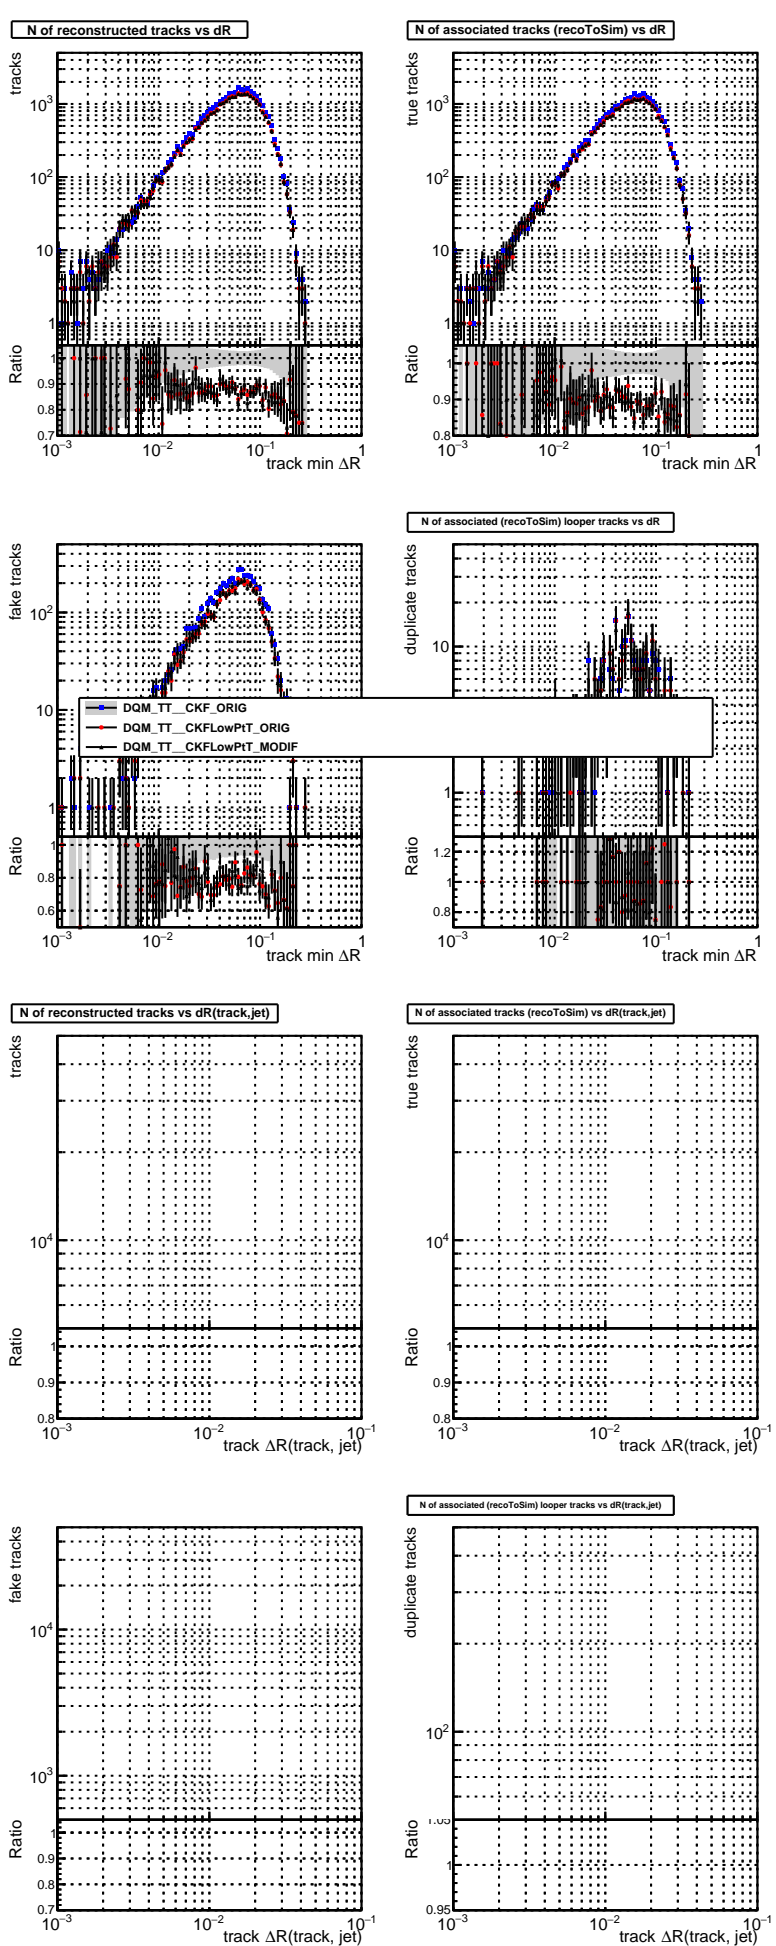 N of reconstructed tracks vs dR
tracks
10³
10²
10
1
Ratio
1
0.9
0.8
0.7
10⁻³ 10⁻² 10⁻¹ 1
track min ΔR
N of associated tracks (recoToSim) vs dR
true tracks
10³
10²
10
1
Ratio
1
0.9
0.8
10⁻³ 10⁻² 10⁻¹ 1
track min ΔR
fake tracks
10²
10
1
Ratio
1
0.8
0.6
10⁻³ 10⁻² 10⁻¹ 1
track min ΔR
N of associated (recoToSim) looper tracks vs dR
duplicate tracks
10
1
Ratio
1.2
1
0.8
10⁻³ 10⁻² 10⁻¹ 1
track min ΔR
DQM_TT__CKF_ORIG
DQM_TT__CKFLowPtT_ORIG
DQM_TT__CKFLowPtT_MODIF
N of reconstructed tracks vs dR(track,jet)
tracks
10⁴
Ratio
1
0.9
0.8
10⁻³ 10⁻² 10⁻¹
track ΔR(track, jet)
N of associated tracks (recoToSim) vs dR(track,jet)
true tracks
10⁴
Ratio
1
0.9
0.8
10⁻³ 10⁻² 10⁻¹
track ΔR(track, jet)
fake tracks
10⁴
10³
Ratio
1
0.9
0.8
0.7
10⁻³ 10⁻² 10⁻¹
track ΔR(track, jet)
N of associated (recoToSim) looper tracks vs dR(track,jet)
duplicate tracks
10²
Ratio
1.05
1
0.95
10⁻³ 10⁻² 10⁻¹
track ΔR(track, jet)